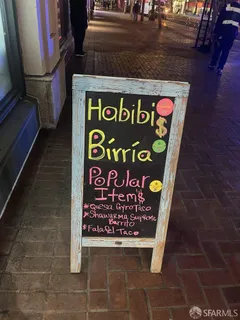 Habibi$
Birria
Popular
Items
*Quesa Gyro Taco
*Shawarma Supreme
Burrito
*Falafel Taco
SFARMLS